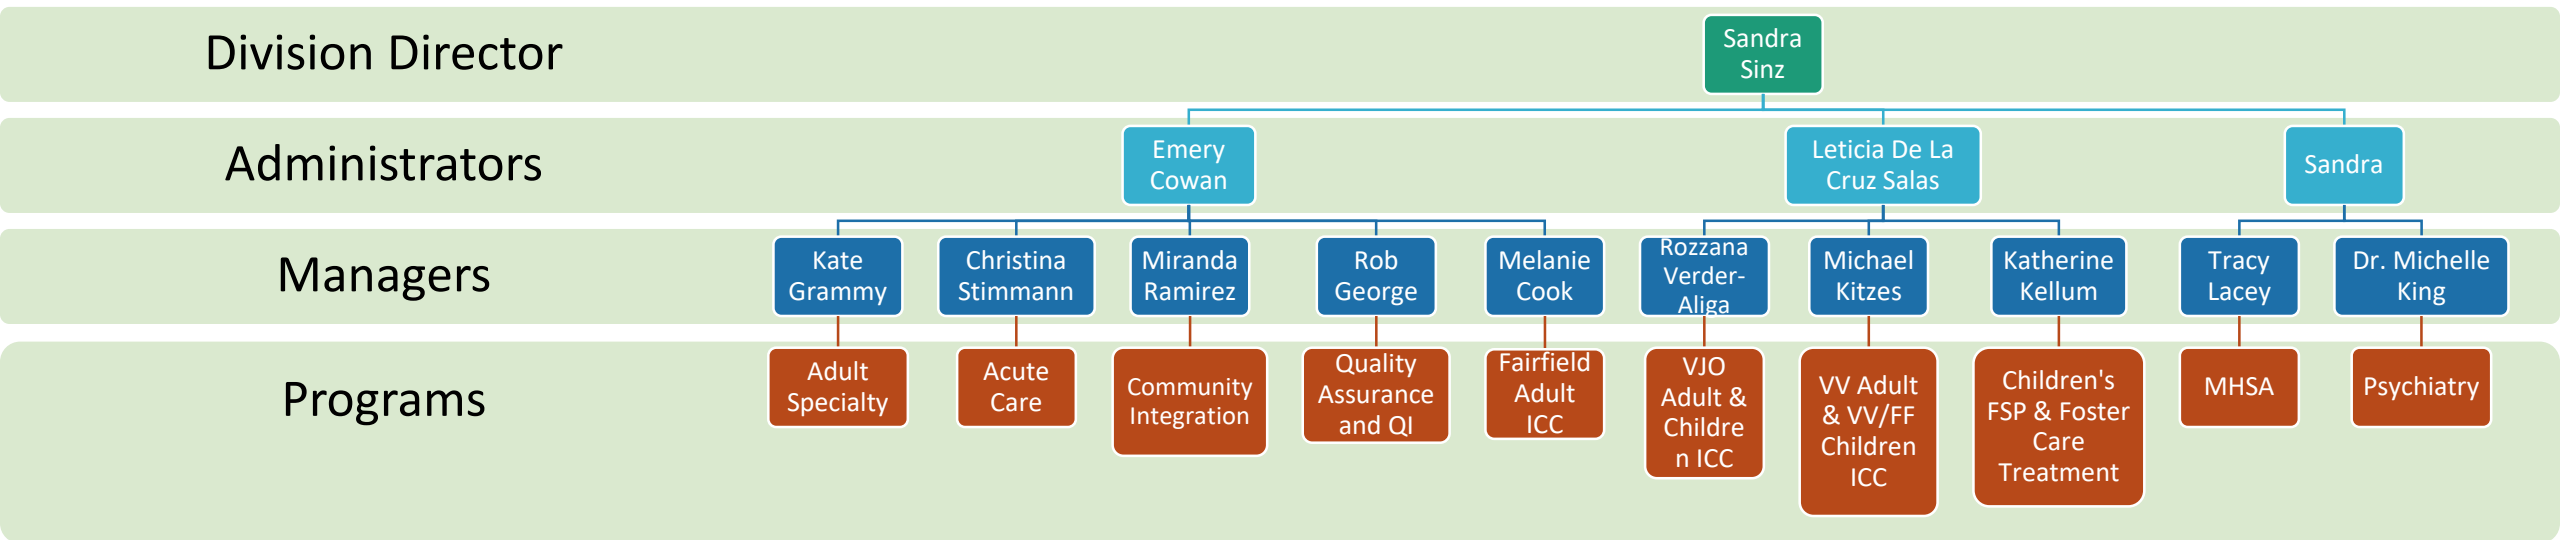 Division Director
Sandra
Sinz
Administrators
Emery
Cowan
Leticia De La
Cruz Salas
Sandra
Managers
Kate
Grammy
Christina
Stimmann
Miranda
Ramirez
Rob
George
Melanie
Cook
Rozzana
Verder-
Aliga
Michael
Kitzes
Katherine
Kellum
Tracy
Lacey
Dr. Michelle
King
Programs
Adult
Specialty
Acute
Care
Community
Integration
Quality
Assurance
and QI
Fairfield
Adult
ICC
VJO
Adult &
Childre
n ICC
VV Adult
& VV/FF
Children
ICC
Children's
FSP & Foster
Care
Treatment
MHSA
Psychiatry